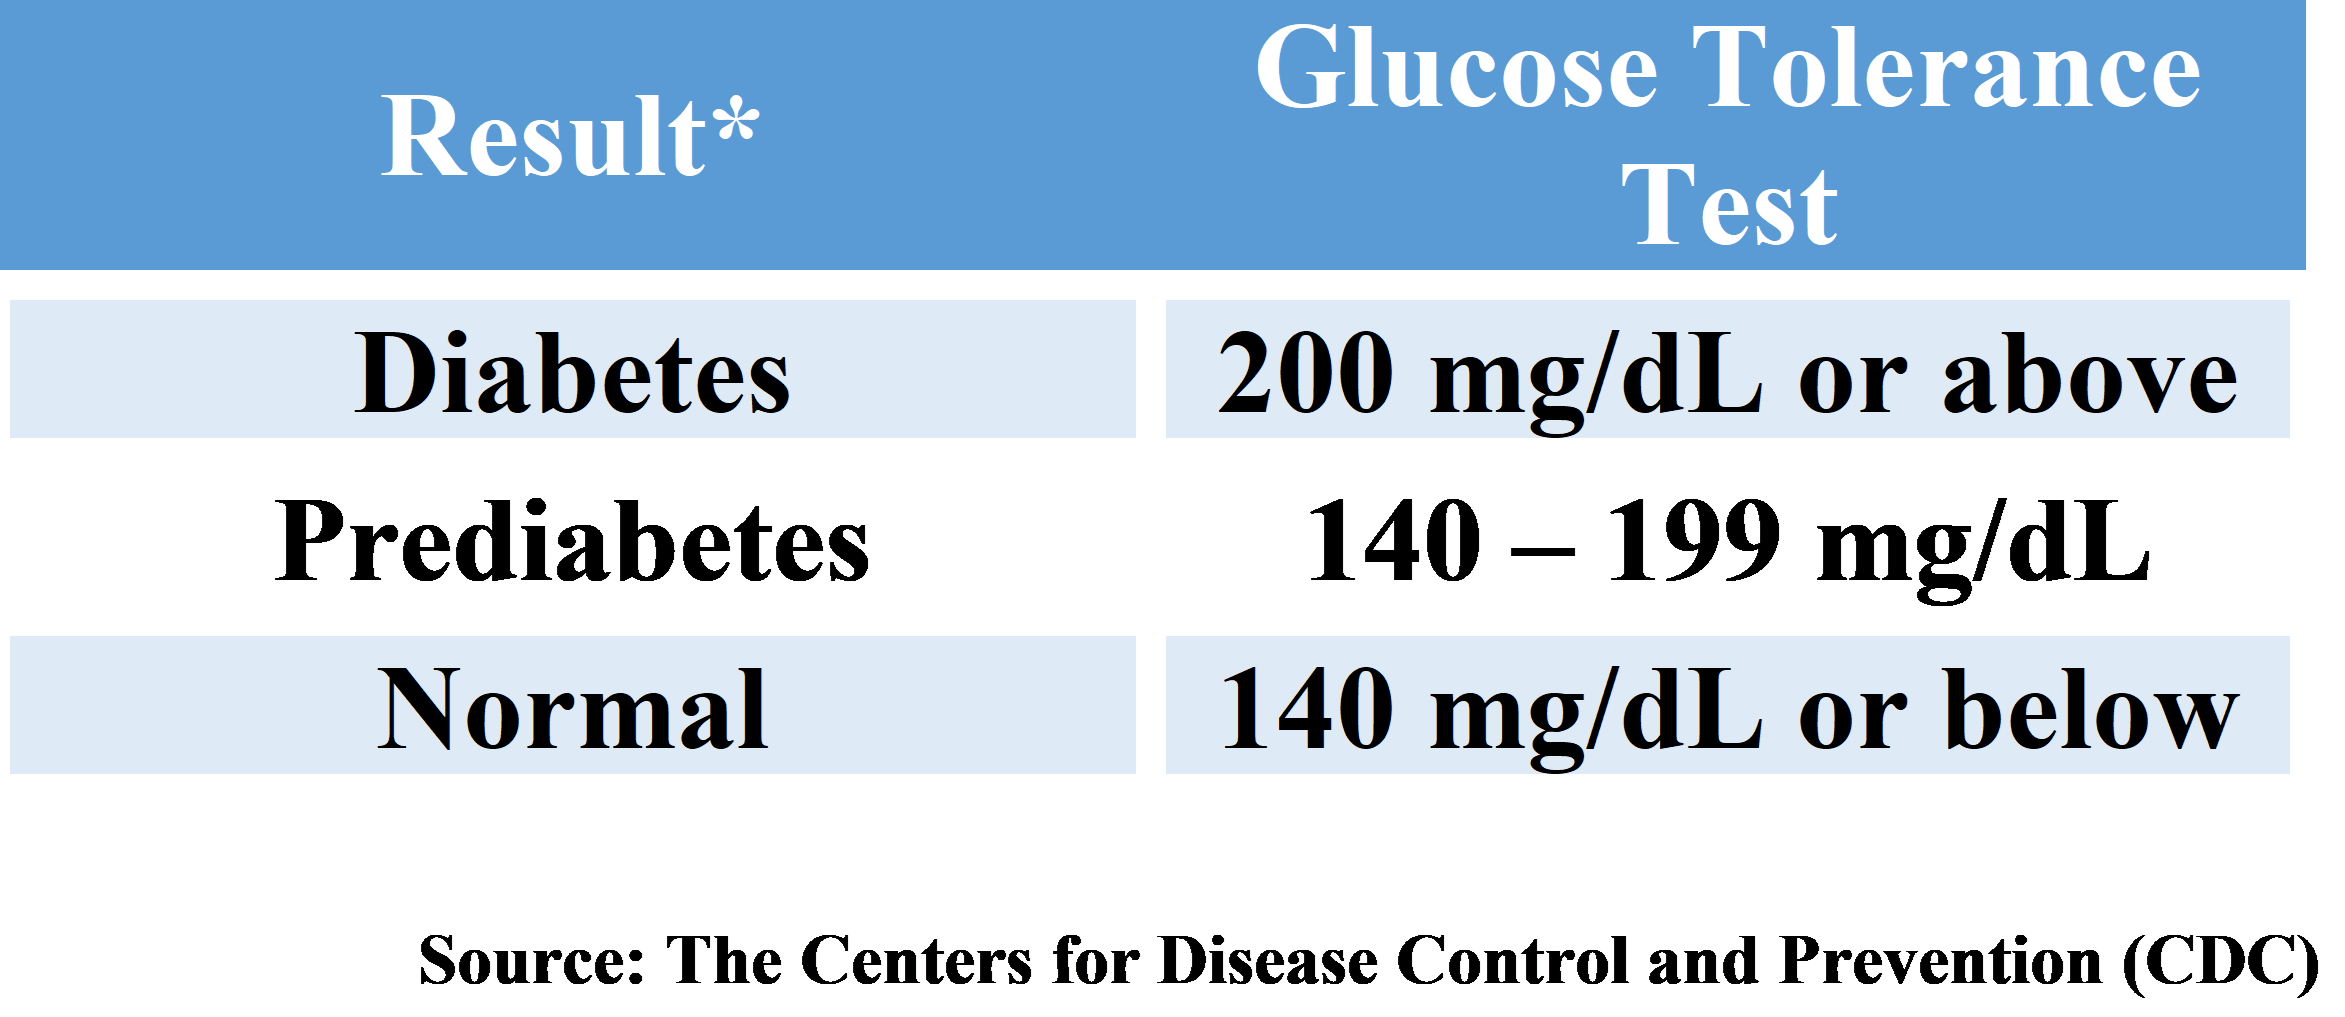 Result* Glucose Tolerance
Test
Diabetes 200 mg/dL or above
Prediabetes 140 – 199 mg/dL
Normal 140 mg/dL or below
Source: The Centers for Disease Control and Prevention (CDC)